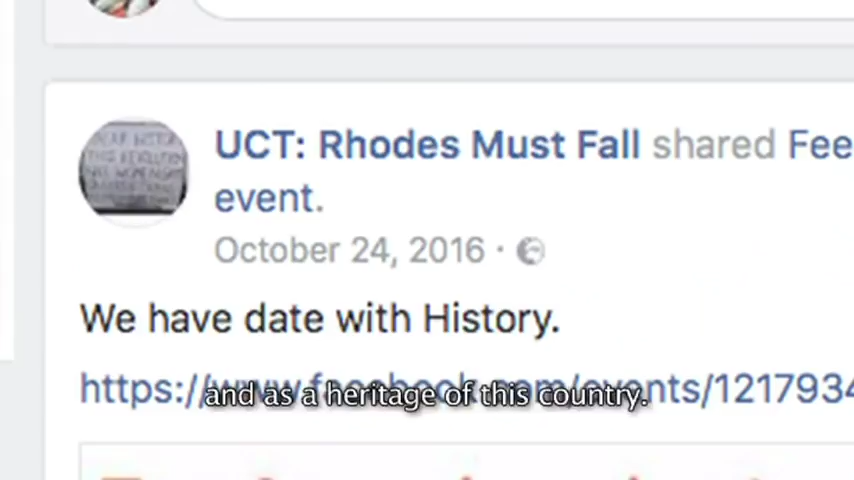 UCT: Rhodes Must Fall shared Fee
event.
October 24, 2016 ·
We have date with History.
https://www.facebook.com/events/1217934
and as a heritage of this country.